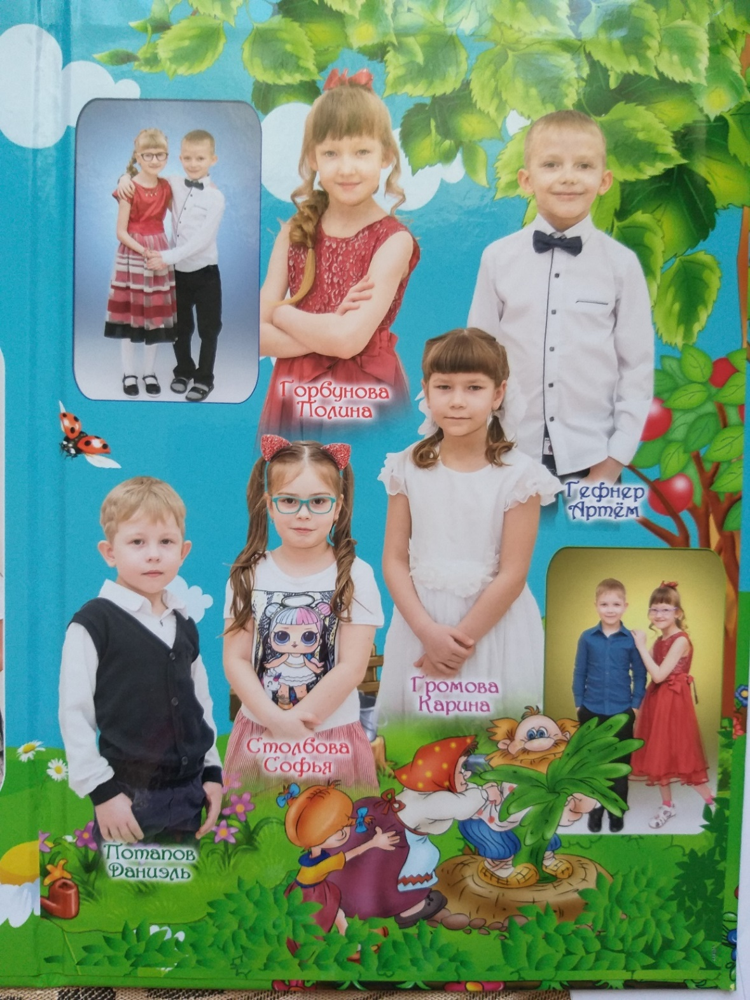 Горбунова
Полина
Гефнер
Артём
Громова
Карина
Столбова
Софья
Потапов
Даниэль